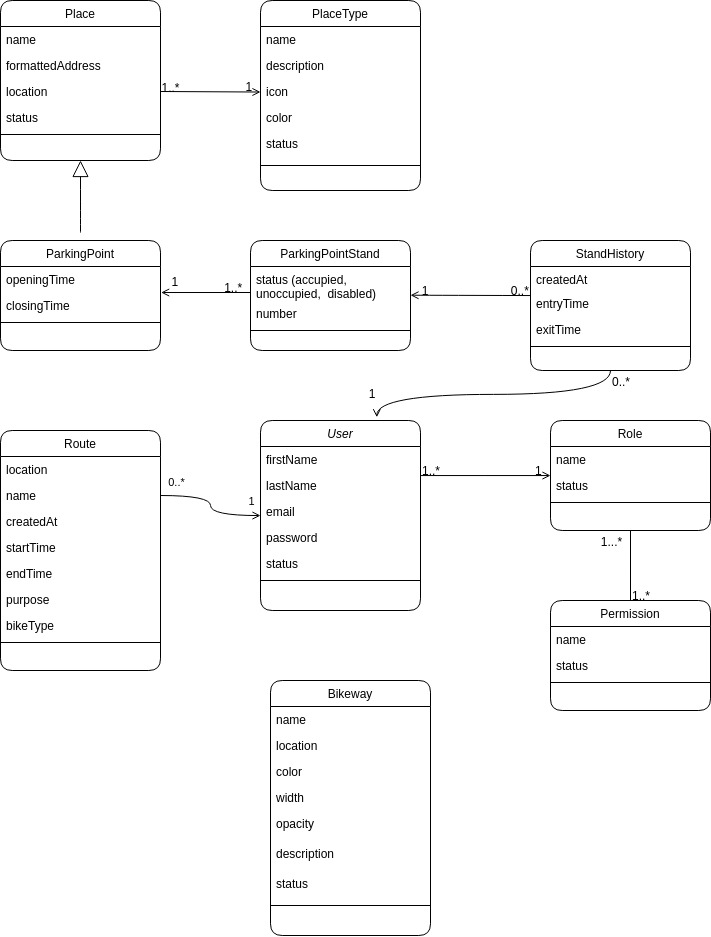 Place
name
formattedAddress
location
status
PlaceType
name
description
icon
color
status
1..*
1
ParkingPoint
openingTime
closingTime
1
1..*
ParkingPointStand
status (accupied,
unoccupied,  disabled)
number
1
0..*
StandHistory
createdAt
entryTime
exitTime
0..*
1
Route
location
name
createdAt
startTime
endTime
purpose
bikeType
0..*
1
User
firstName
lastName
email
password
status
1..*
1
Role
name
status
1...*
1..*
Permission
name
status
Bikeway
name
location
color
width
opacity
description
status